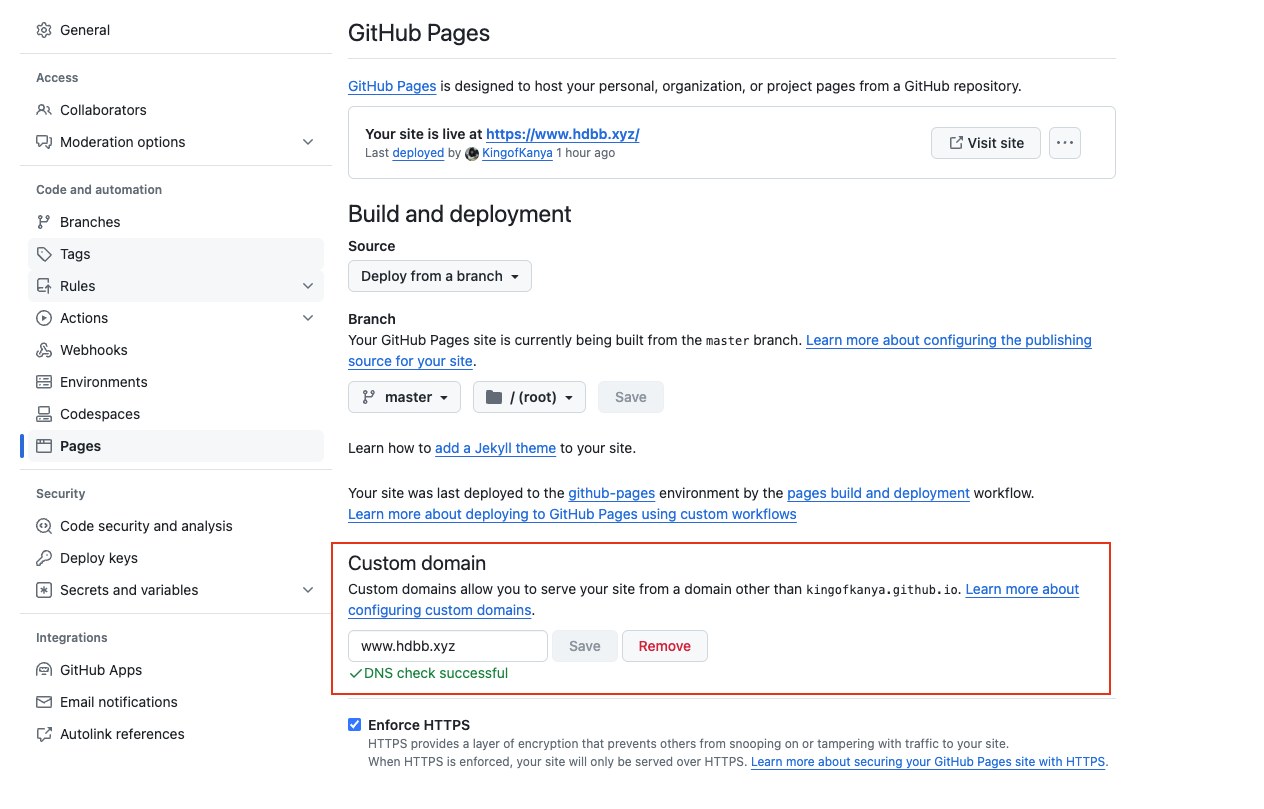 General
Access
Collaborators
Moderation options
Code and automation
Branches
Tags
Rules
Actions
Webhooks
Environments
Codespaces
Pages
Security
Code security and analysis
Deploy keys
Secrets and variables
Integrations
GitHub Apps
Email notifications
Autolink references
GitHub Pages
GitHub Pages is designed to host your personal, organization, or project pages from a GitHub repository.
Your site is live at https://www.hdbb.xyz/
Last deployed by KingofKanya 1 hour ago
Visit site
Build and deployment
Source
Deploy from a branch
Branch
Your GitHub Pages site is currently being built from the master branch. Learn more about configuring the publishing
source for your site.
master / (root) Save
Learn how to add a Jekyll theme to your site.
Your site was last deployed to the github-pages environment by the pages build and deployment workflow.
Learn more about deploying to GitHub Pages using custom workflows
Custom domain
Custom domains allow you to serve your site from a domain other than kingofkanya.github.io. Learn more about
configuring custom domains.
www.hdbb.xyz Save Remove
DNS check successful
Enforce HTTPS
HTTPS provides a layer of encryption that prevents others from snooping on or tampering with traffic to your site.
When HTTPS is enforced, your site will only be served over HTTPS. Learn more about securing your GitHub Pages site with HTTPS.